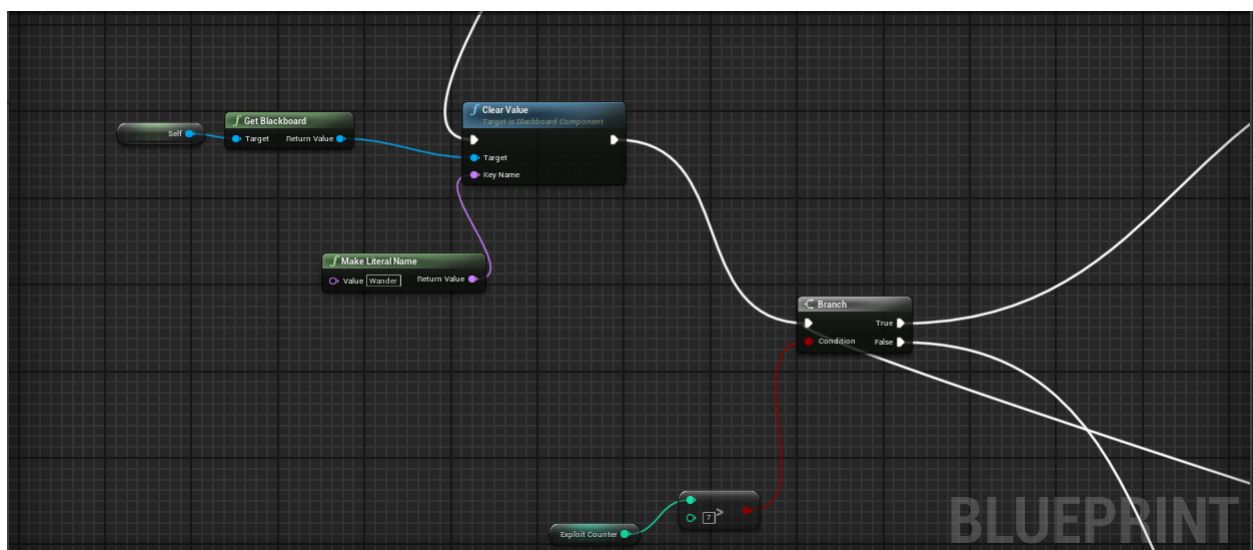 Clear Value
Target is Blackboard Component
Self
Get Blackboard
Target Return Value
Target
Key Name
Make Literal Name
Value Wander Return Value
Branch
True
Condition False
Exploit Counter
7 >
BLUEPRINT